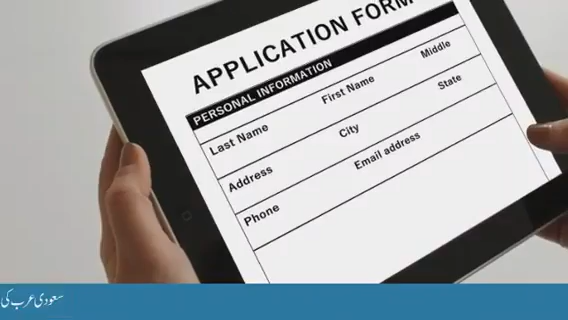 APPLICATION FORM
PERSONAL INFORMATION
Last Name First Name Middle
Address City State
Phone Email address
سعودی عرب کی